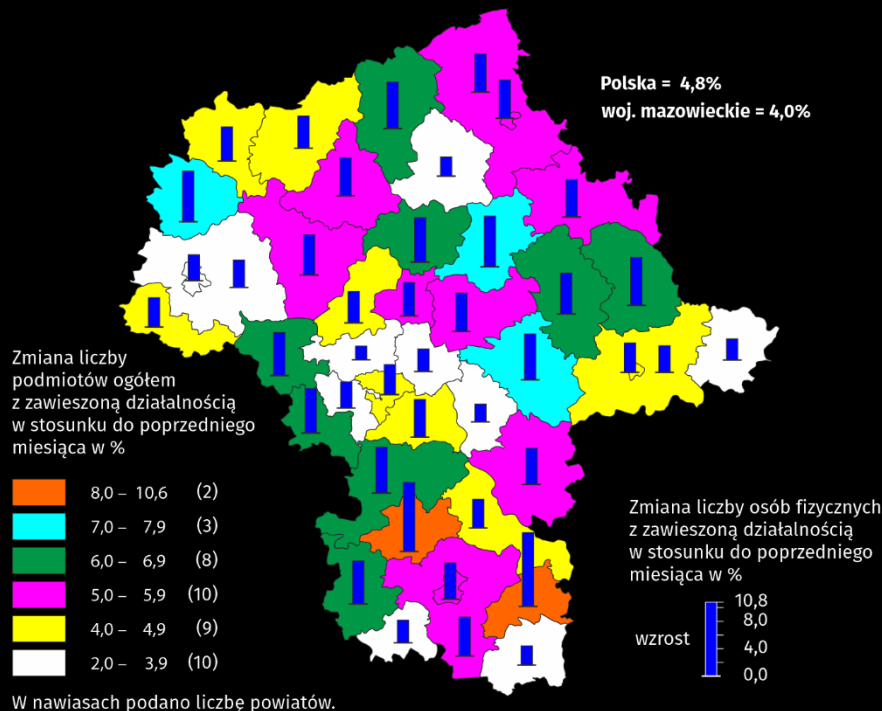 Polska = 4,8%
woj. mazowieckie = 4,0%
Zmiana liczby
podmiotów ogółem
z zawieszoną działalnością
w stosunku do poprzedniego
miesiąca w %
8,0 – 10,6 (2)
7,0 – 7,9 (3)
6,0 – 6,9 (8)
5,0 – 5,9 (10)
4,0 – 4,9 (9)
2,0 – 3,9 (10)
W nawiasach podano liczbę powiatów.
Zmiana liczby osób fizycznych
z zawieszoną działalnością
w stosunku do poprzedniego
miesiąca w %
wzrost
10,8
8,0
4,0
0,0